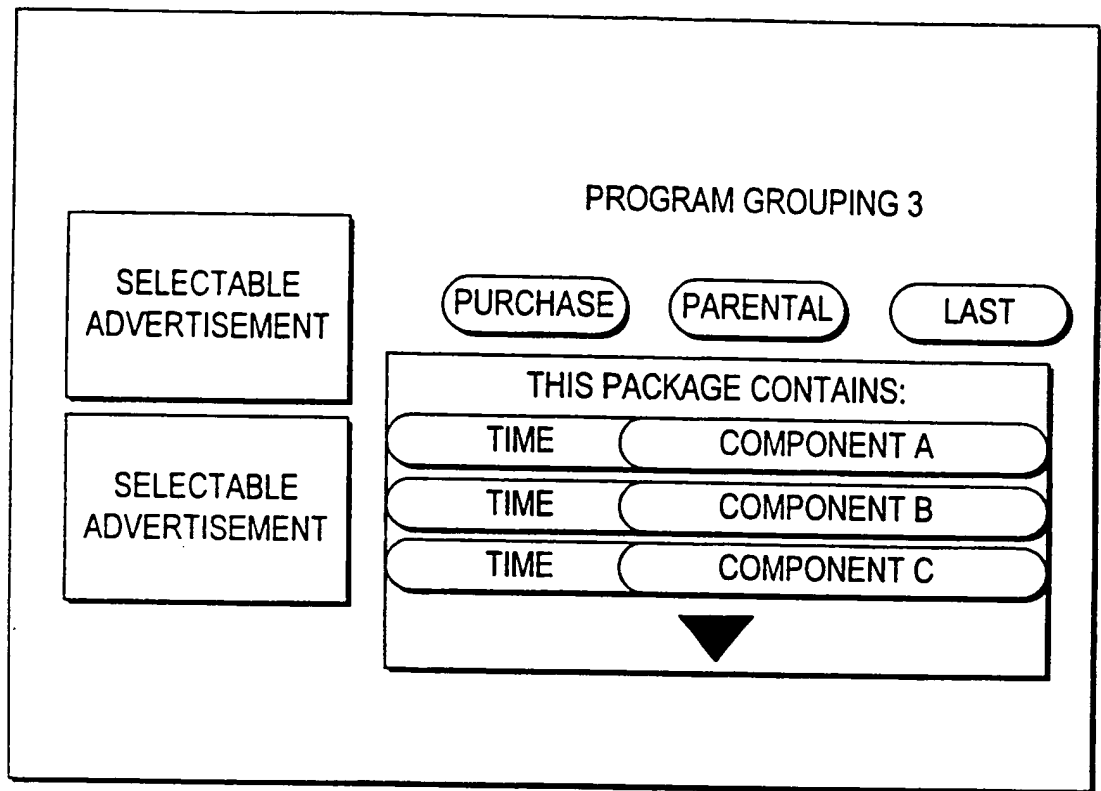 PROGRAM GROUPING 3
SELECTABLE
ADVERTISEMENT
SELECTABLE
ADVERTISEMENT
PURCHASE PARENTAL LAST
THIS PACKAGE CONTAINS:
TIME COMPONENT A
TIME COMPONENT B
TIME COMPONENT C